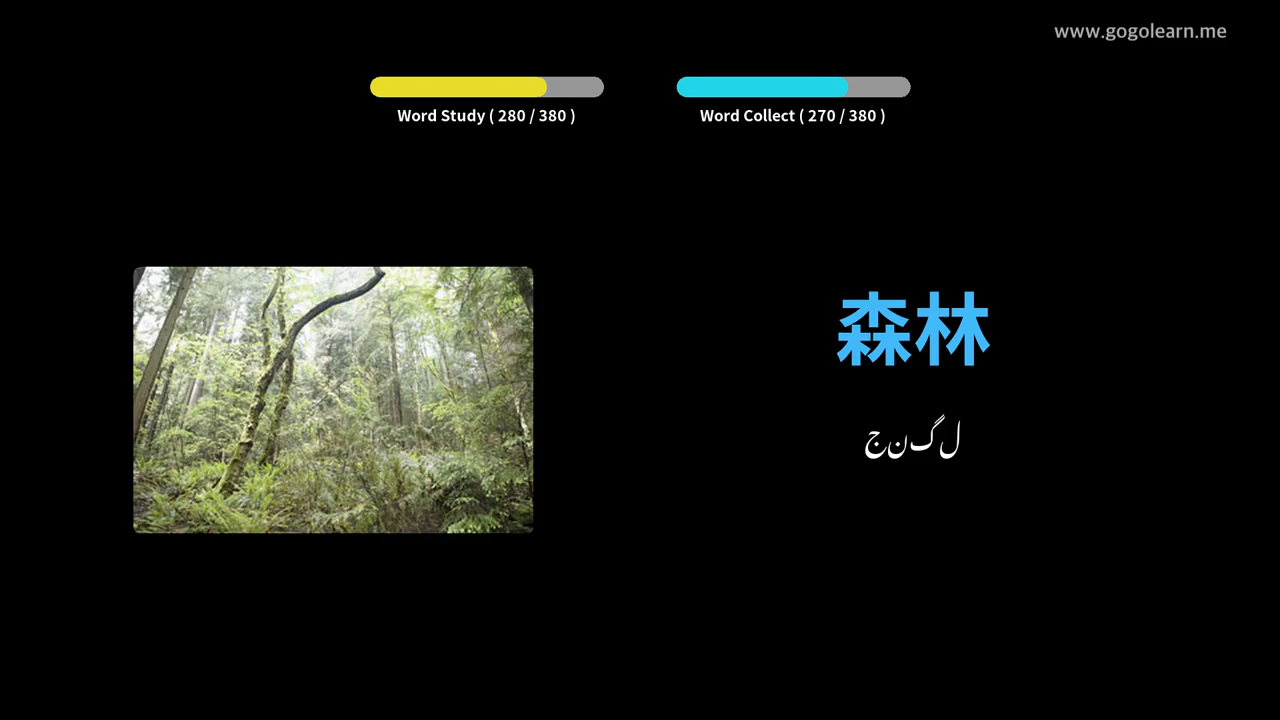 www.gogolearn.me
Word Study ( 280 / 380 )
Word Collect ( 270 / 380 )
森林
ل گ ن ج